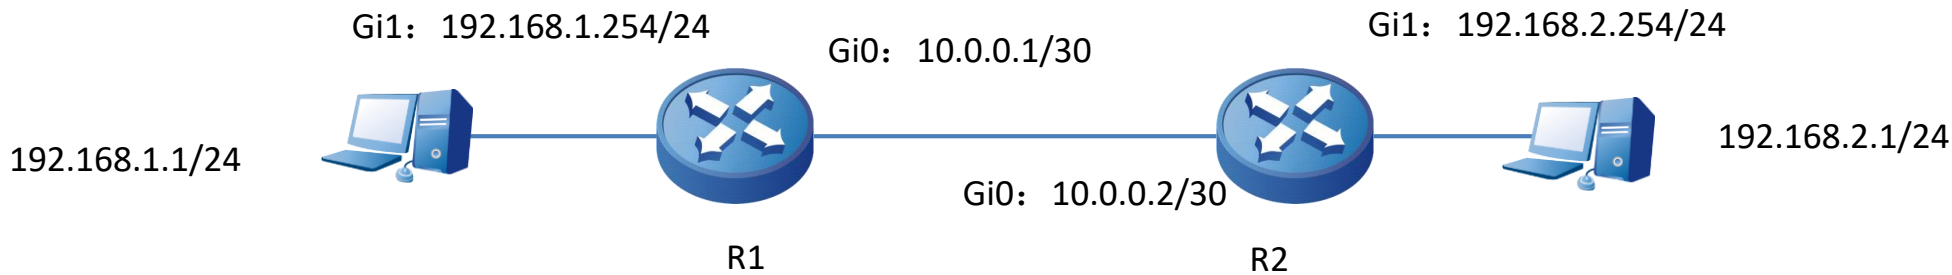 Gi1：192.168.1.254/24
Gi0：10.0.0.1/30
Gi1：192.168.2.254/24
192.168.1.1/24
192.168.2.1/24
Gi0：10.0.0.2/30
R1
R2